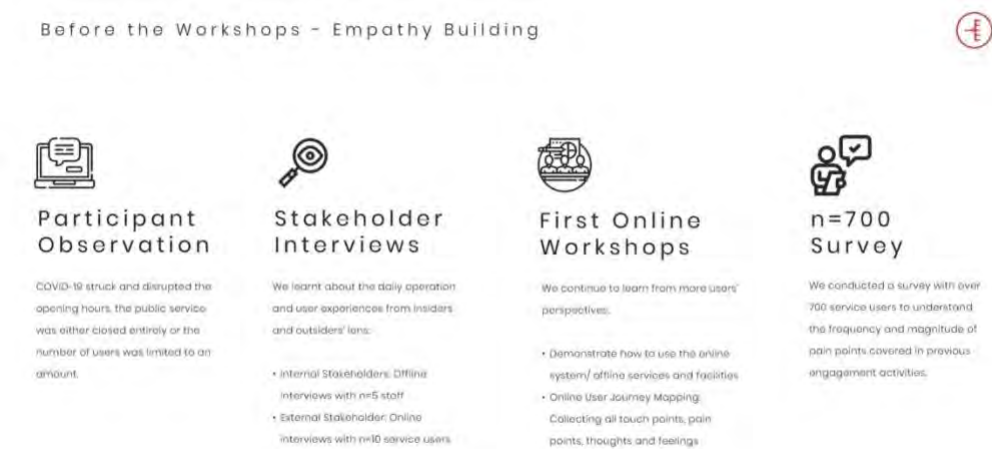 Before the Workshops - Empathy Building
Participant
Observation
COVID-19 struck and disrupted the
opening hours, the public service
was either closed entirely or the
number of users was limited to an
amount.
Stakeholder
Interviews
We learnt about the daily operation
and user experiences from insiders
and outsiders' lens:
• Internal Stakeholders: Offline
interviews with n=5 staff
• External Stakeholder: Online
interviews with n=10 service users
First Online
Workshops
We continue to learn from more users'
perspectives:
• Demonstrate how to use the online
system/ offline services and facilities
• Online User Journey Mapping:
Collecting all touch points, pain
points, thoughts and feelings
n=700
Survey
We conducted a survey with over
700 service users to understand
the frequency and magnitude of
pain points covered in previous
engagement activities.